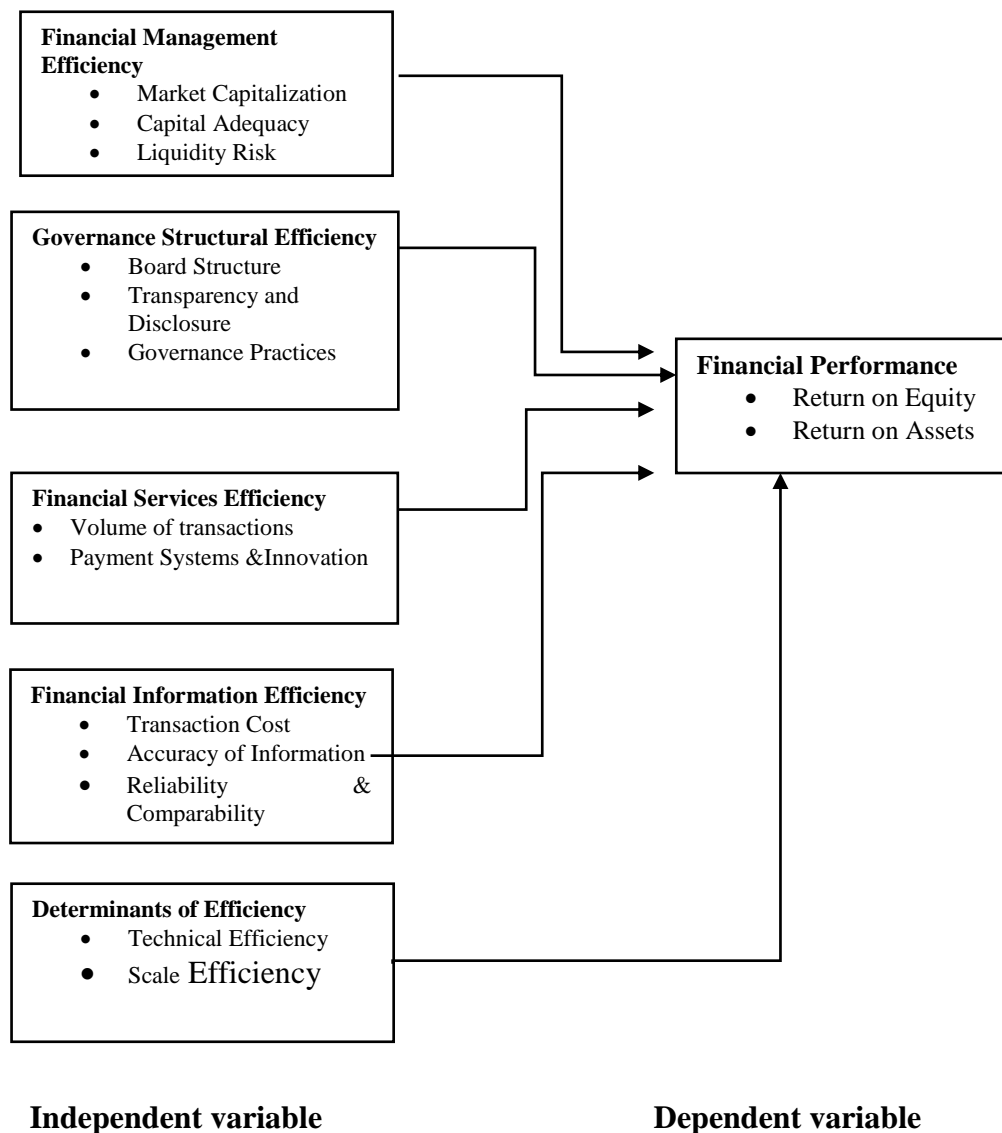 Financial Management
Efficiency
• Market Capitalization
• Capital Adequacy
• Liquidity Risk
Governance Structural Efficiency
• Board Structure
• Transparency and
Disclosure
• Governance Practices
Financial Performance
• Return on Equity
• Return on Assets
Financial Services Efficiency
• Volume of transactions
• Payment Systems &Innovation
Financial Information Efficiency
• Transaction Cost
• Accuracy of Information
• Reliability &
Comparability
Determinants of Efficiency
• Technical Efficiency
• Scale Efficiency
Independent variable
Dependent variable